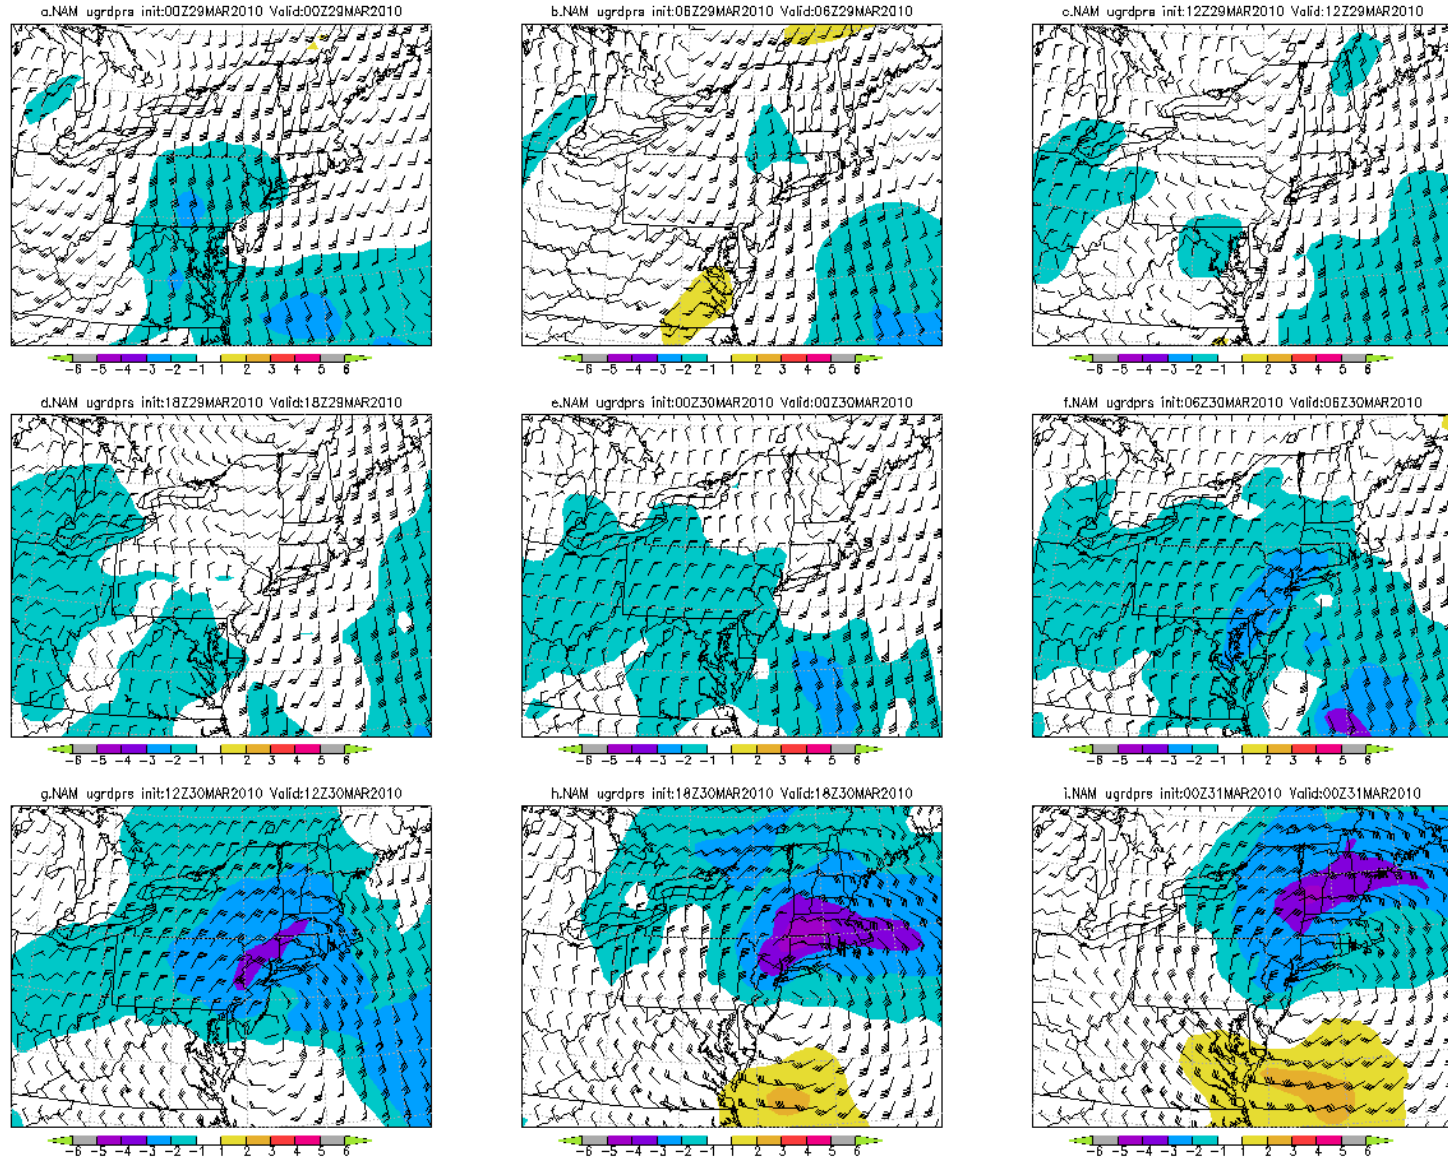 a.NAM ugrdprs init:00Z29MAR2010 Valid:00Z29MAR2010
b.NAM ugrdprs init:06Z29MAR2010 Valid:06Z29MAR2010
c.NAM ugrdprs init:12Z29MAR2010 Valid:12Z29MAR2010
-6 -5 -4 -3 -2 -1 1 2 3 4 5 6
-6 -5 -4 -3 -2 -1 1 2 3 4 5 6
-6 -5 -4 -3 -2 -1 1 2 3 4 5 6
d.NAM ugrdprs init:18Z29MAR2010 Valid:18Z29MAR2010
e.NAM ugrdprs init:00Z30MAR2010 Valid:00Z30MAR2010
f.NAM ugrdprs init:06Z30MAR2010 Valid:06Z30MAR2010
-6 -5 -4 -3 -2 -1 1 2 3 4 5 6
-6 -5 -4 -3 -2 -1 1 2 3 4 5 6
-6 -5 -4 -3 -2 -1 1 2 3 4 5 6
g.NAM ugrdprs init:12Z30MAR2010 Valid:12Z30MAR2010
h.NAM ugrdprs init:18Z30MAR2010 Valid:18Z30MAR2010
i.NAM ugrdprs init:00Z31MAR2010 Valid:00Z31MAR2010
-6 -5 -4 -3 -2 -1 1 2 3 4 5 6
-6 -5 -4 -3 -2 -1 1 2 3 4 5 6
-6 -5 -4 -3 -2 -1 1 2 3 4 5 6